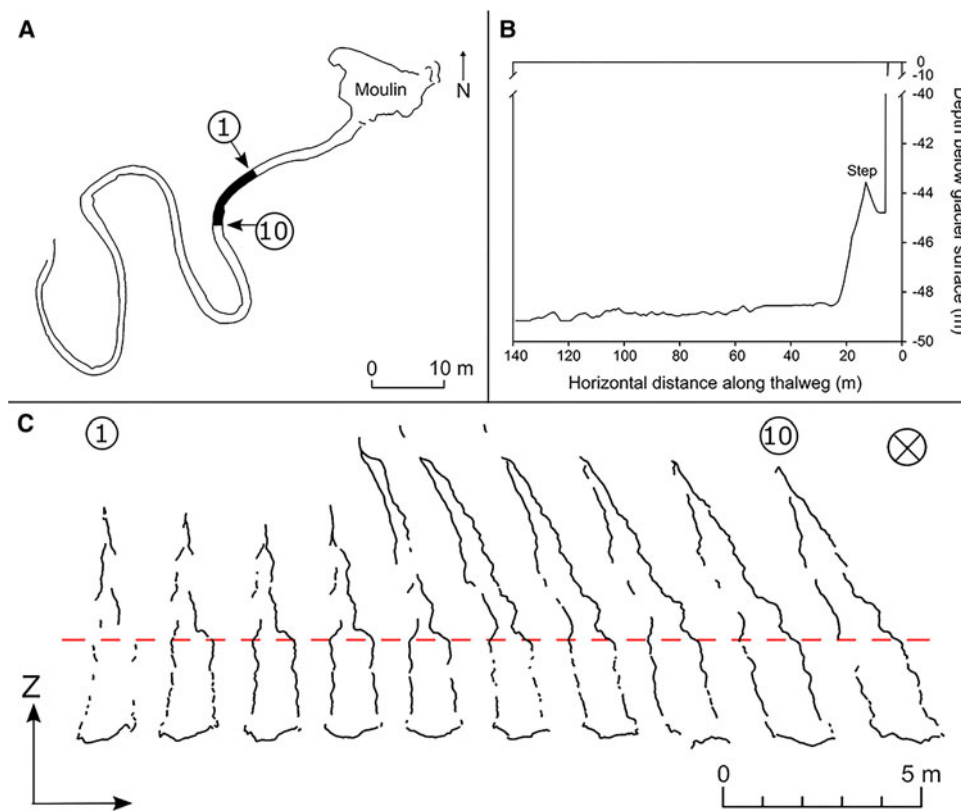 A
Moulin
N
1
10
0 10 m
B
0
-10
-40
-42
Step
-44
-46
-48
-50
140 120 100 80 60 40 20 0
Horizontal distance along thalweg (m)
Depth below glacier surface (m)
C
1
10
Z
0 5 m